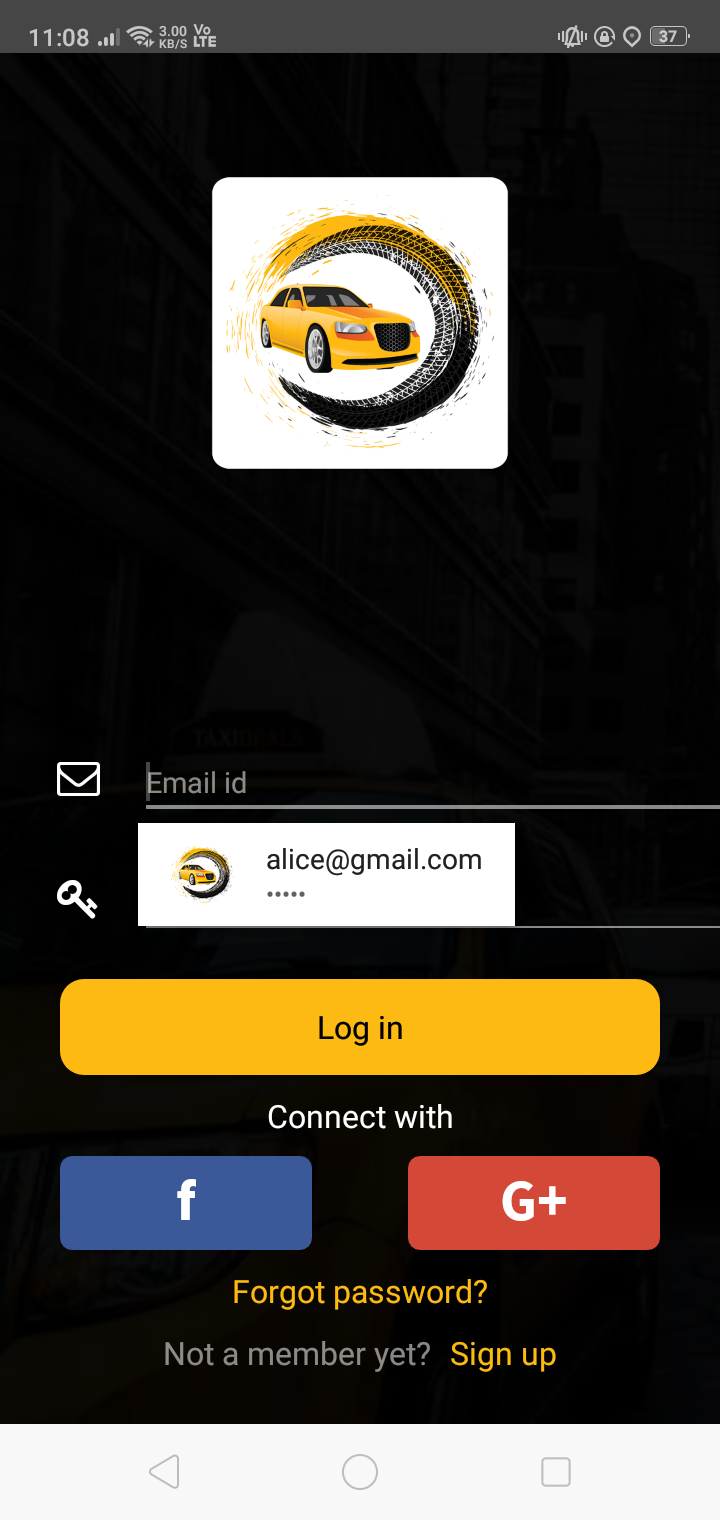 11:08 3.00 KB/S Vo LTE 37
TAXIDEALS
Email id
alice@gmail.com
•••••
Log in
Connect with
f G+
Forgot password?
Not a member yet? Sign up